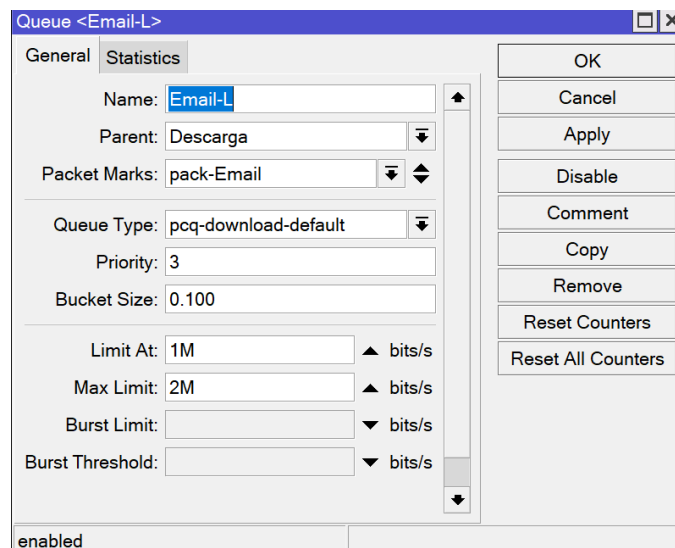 Queue <Email-L>
General Statistics
Name: Email-L
Parent: Descarga
Packet Marks: pack-Email
Queue Type: pcq-download-default
Priority: 3
Bucket Size: 0.100
Limit At: 1M bits/s
Max Limit: 2M bits/s
Burst Limit: bits/s
Burst Threshold: bits/s
OK
Cancel
Apply
Disable
Comment
Copy
Remove
Reset Counters
Reset All Counters
enabled